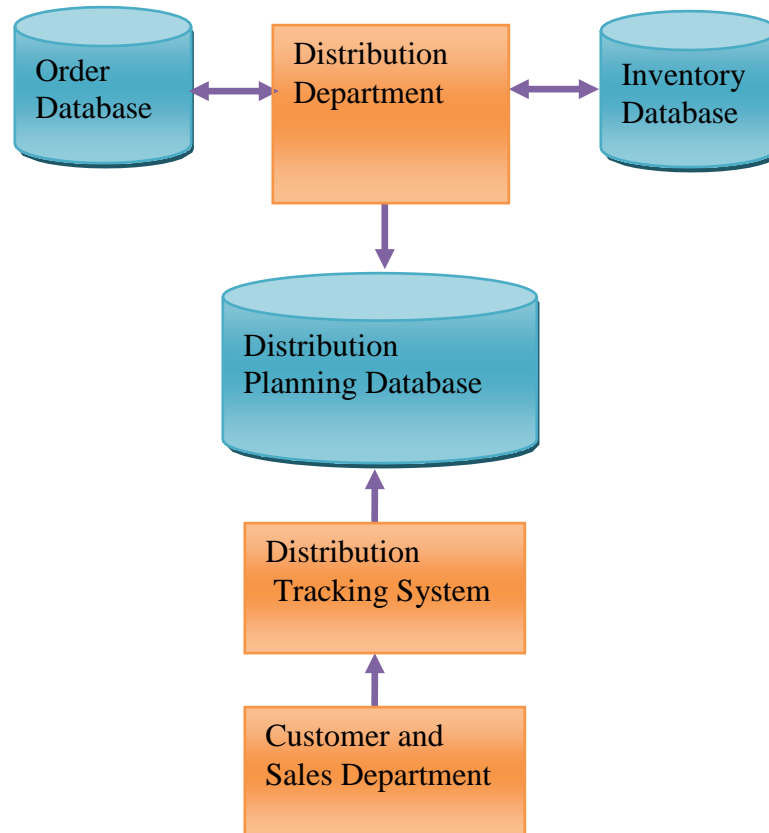 Order
Database
Distribution
Department
Inventory
Database
Distribution
Planning Database
Distribution
Tracking System
Customer and
Sales Department